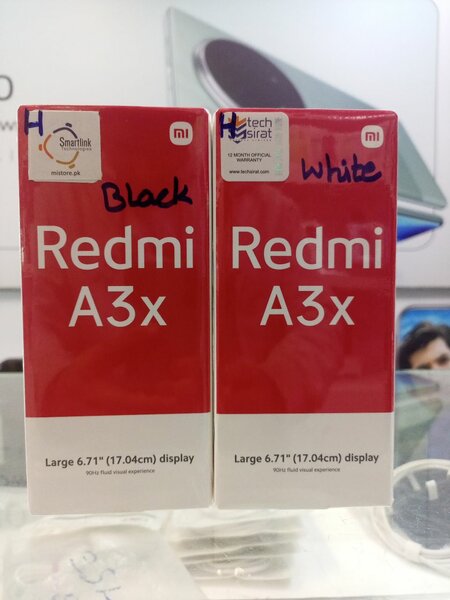 H
Smartlink
Technologies
mistore.pk
mi
Black
Redmi
A3x
Large 6.71" (17.04cm) display
90Hz fluid visual experience
H
tech
sirat
12 MONTH OFFICIAL
WARRANTY
www.techsirat.com
mi
White
Redmi
A3x
Large 6.71" (17.04cm) display
90Hz fluid visual experience